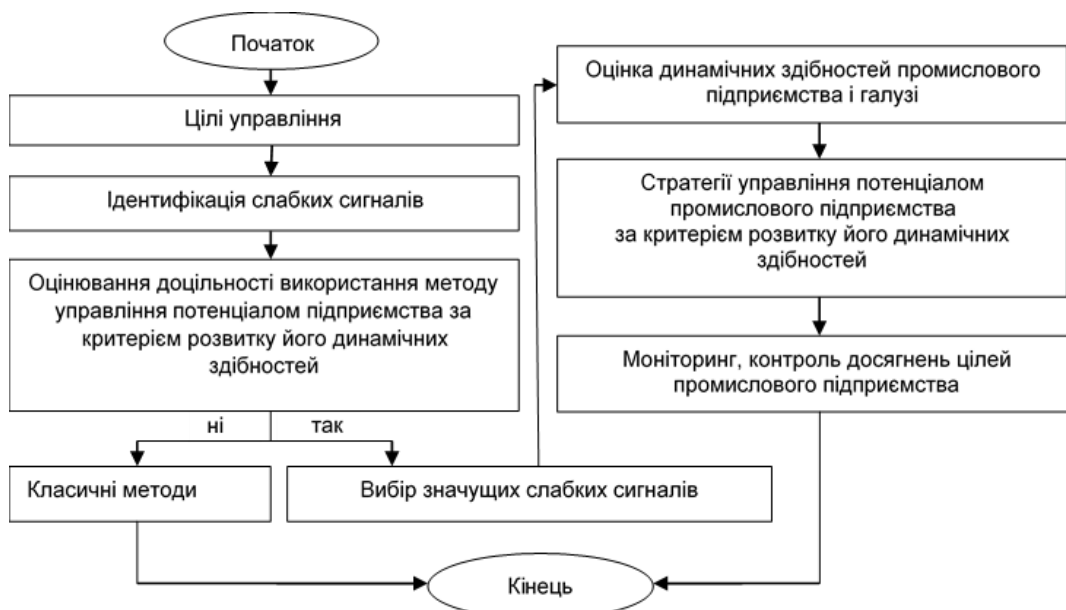 Початок
Цілі управління
Ідентифікація слабких сигналів
Оцінювання доцільності використання методу
управління потенціалом підприємства за
критерієм розвитку його динамічних
здібностей
ні
так
Класичні методи
Вибір значущих слабких сигналів
Оцінка динамічних здібностей промислового
підприємства і галузі
Стратегії управління потенціалом
промислового підприємства
за критерієм розвитку його динамічних
здібностей
Моніторинг, контроль досягнень цілей
промислового підприємства
Кінець